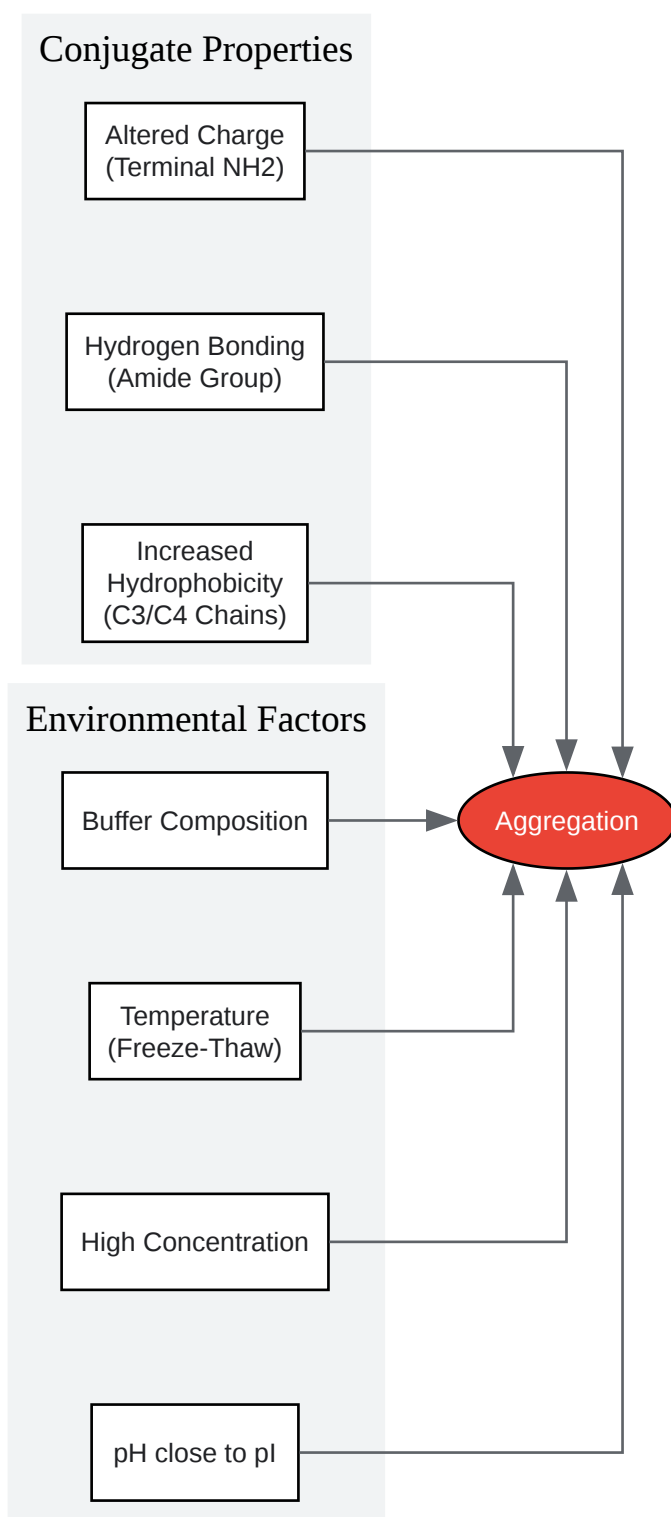 Conjugate Properties
Altered Charge
(Terminal NH2)
Hydrogen Bonding
(Amide Group)
Increased
Hydrophobicity
(C3/C4 Chains)
Environmental Factors
Buffer Composition
Aggregation
Temperature
(Freeze-Thaw)
High Concentration
pH close to pI